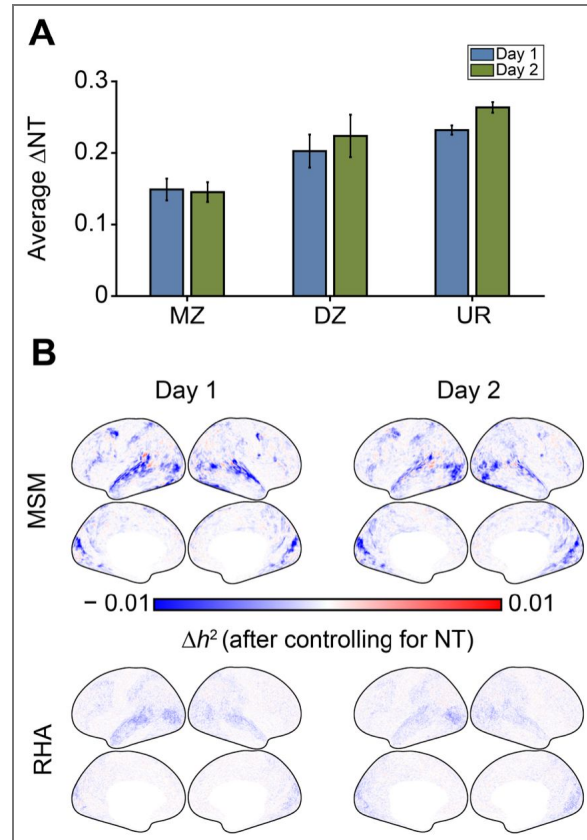 A
Day 1
Day 2
0.3
0.2
0.1
0
Average ΔNT
MZ DZ UR
B
Day 1 Day 2
MSM
− 0.01 0.01
Δh² (after controlling for NT)
RHA